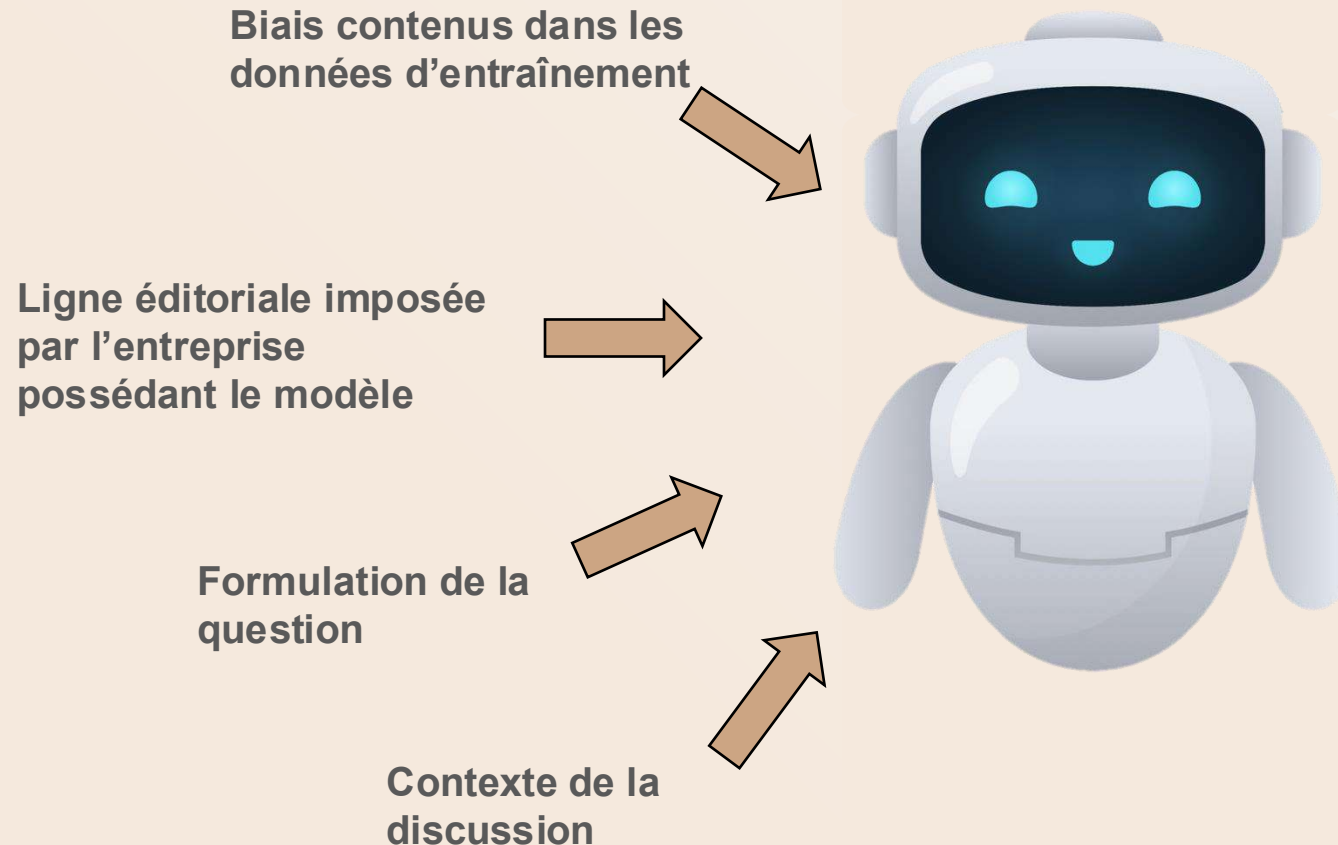 Biais contenus dans les
données d’entraînement
Ligne éditoriale imposée
par l’entreprise
possédant le modèle
Formulation de la
question
Contexte de la
discussion